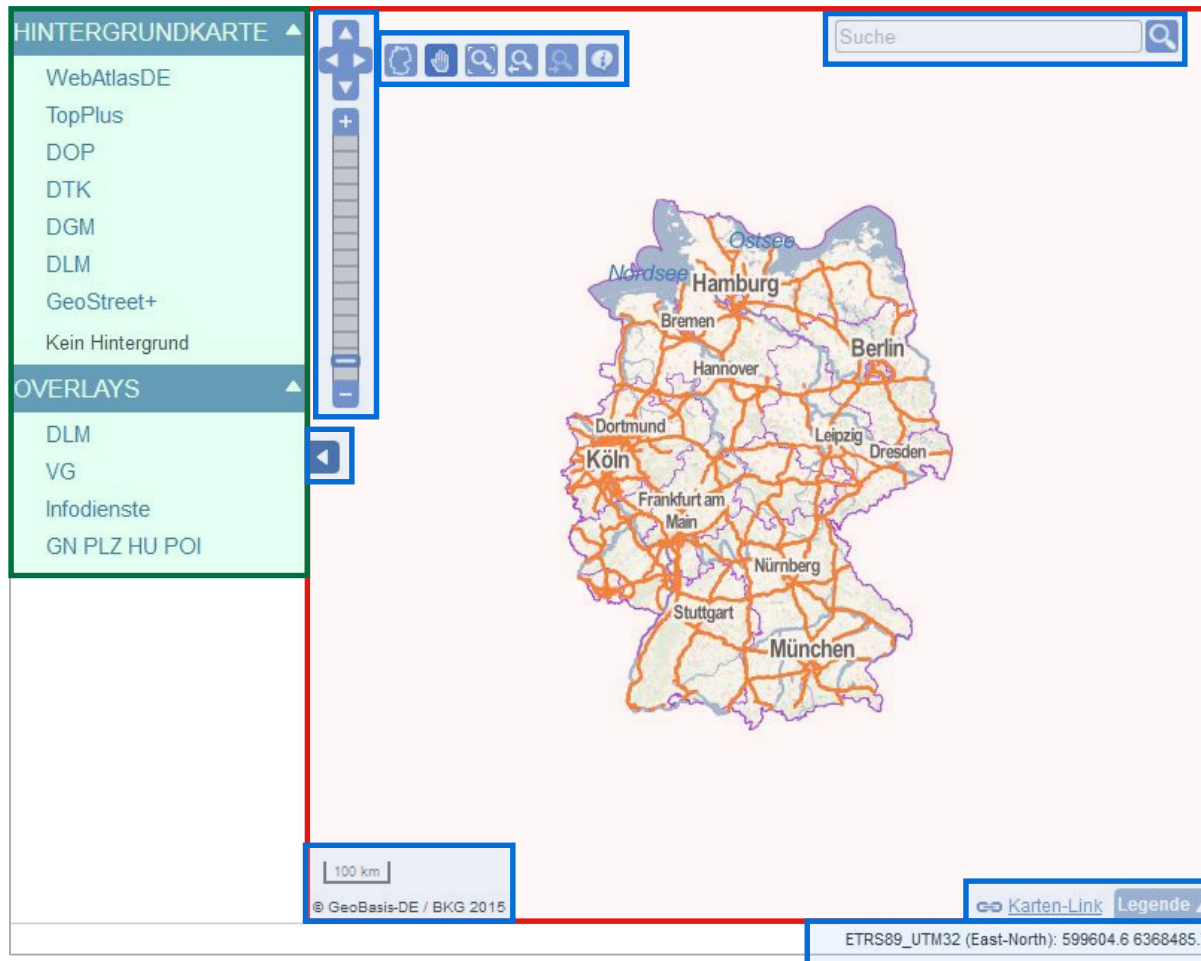 HINTERGRUNDKARTE
WebAtlasDE
TopPlus
DOP
DTK
DGM
DLM
GeoStreet+
Kein Hintergrund
OVERLAYS
DLM
VG
Infodienste
GN PLZ HU POI
Suche
Ostsee
Nordsee
Hamburg
Bremen
Berlin
Hannover
Dortmund
Leipzig
Dresden
Köln
Frankfurt am
Main
Nürnberg
Stuttgart
München
100 km
© GeoBasis-DE / BKG 2015
Karten-Link
Legende
ETRS89_UTM32 (East-North): 599604.6 6368485.